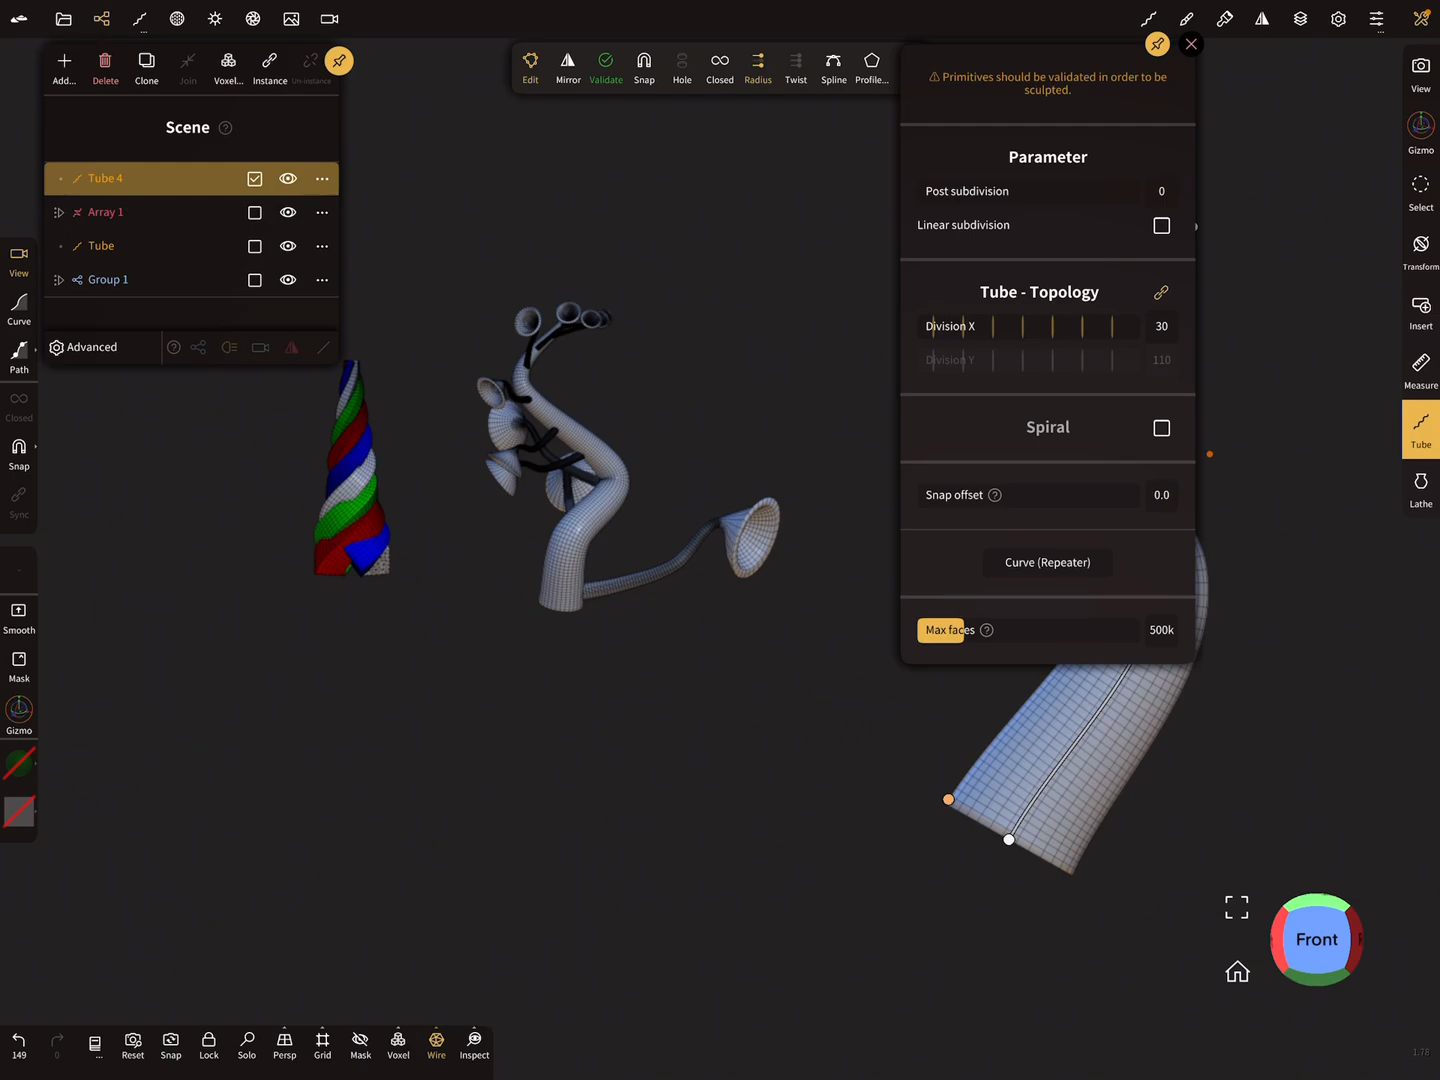 Add...
Delete
Clone
Join
Voxel...
Instance
Un-instance
Scene
Tube 4
Array 1
Tube
Group 1
Advanced
Edit
Mirror
Validate
Snap
Hole
Closed
Radius
Twist
Spline
Profile...
⚠ Primitives should be validated in order to be
sculpted.
Parameter
Post subdivision 0
Linear subdivision
Tube - Topology
Division X 30
Division Y 110
Spiral
Snap offset 0.0
Curve (Repeater)
Max faces 500k
View
Curve
Path
Closed
Snap
Sync
Smooth
Mask
Gizmo
View
Gizmo
Select
Transform
Insert
Measure
Tube
Lathe
Front
149
0
...
Reset
Snap
Lock
Solo
Persp
Grid
Mask
Voxel
Wire
Inspect
1.78